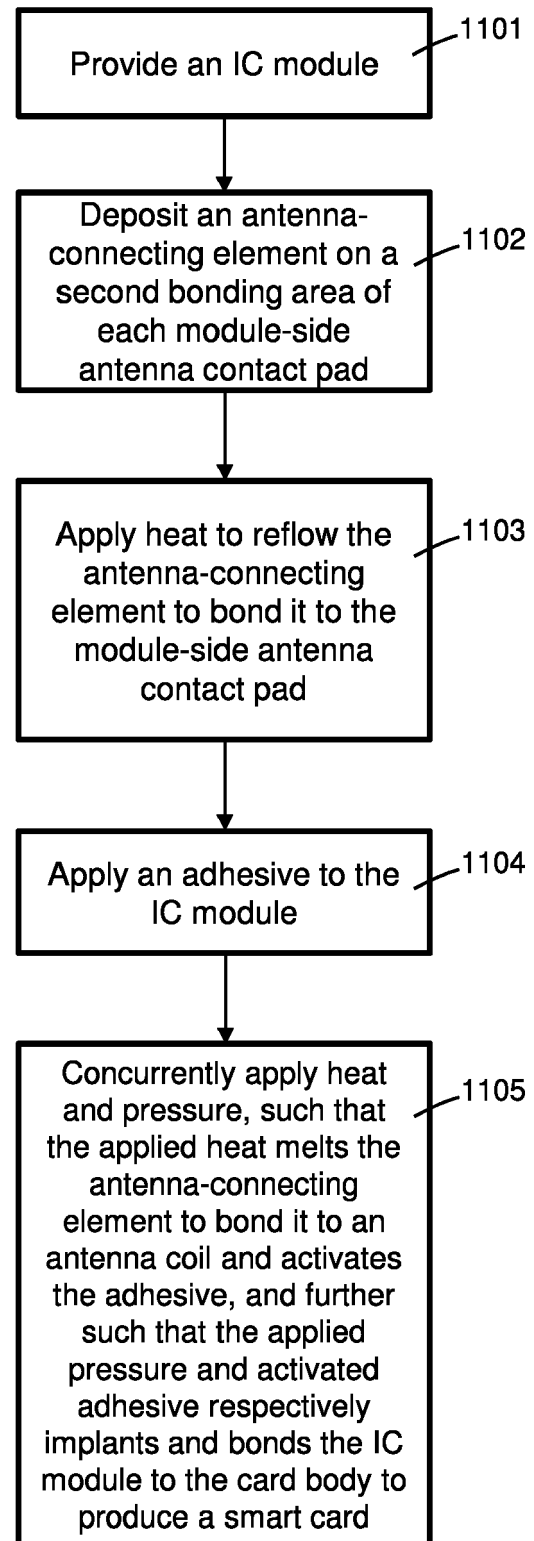 1101
Provide an IC module
1102
Deposit an antenna-
connecting element on a
second bonding area of
each module-side
antenna contact pad
1103
Apply heat to reflow the
antenna-connecting
element to bond it to the
module-side antenna
contact pad
1104
Apply an adhesive to the
IC module
1105
Concurrently apply heat
and pressure, such that
the applied heat melts the
antenna-connecting
element to bond it to an
antenna coil and activates
the adhesive, and further
such that the applied
pressure and activated
adhesive respectively
implants and bonds the IC
module to the card body to
produce a smart card